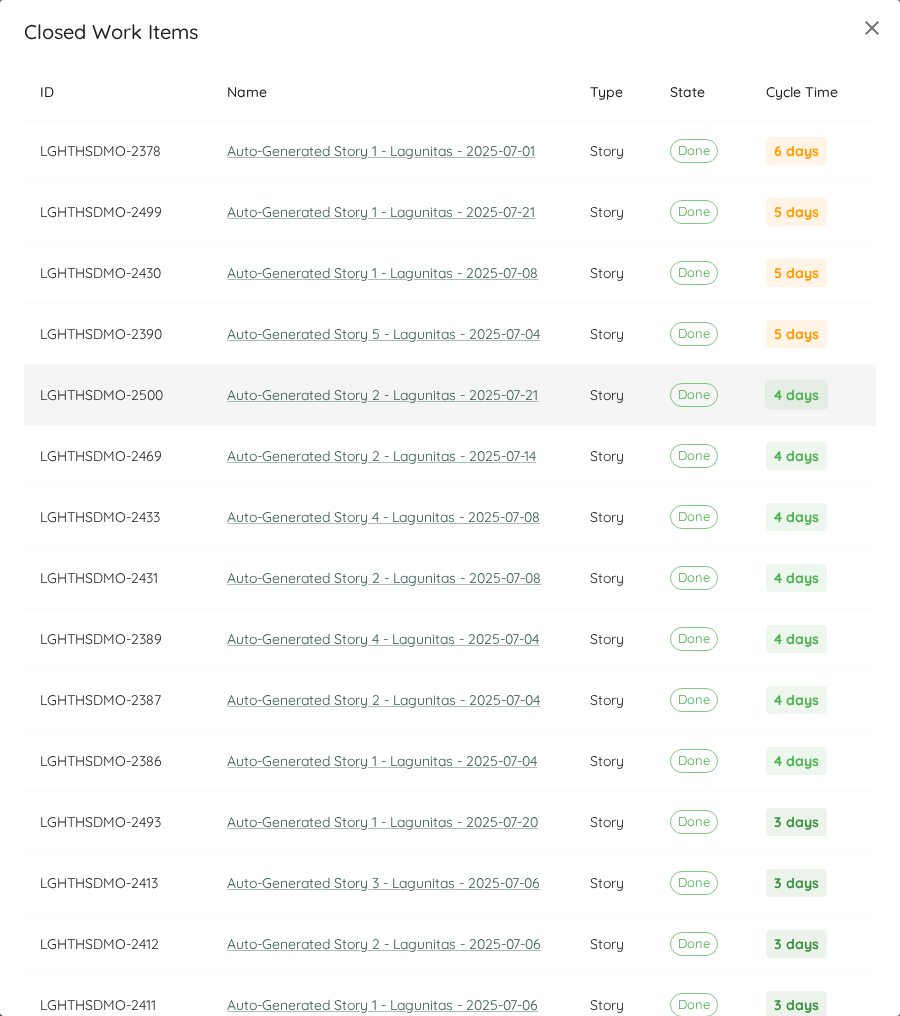 Closed Work Items
ID Name Type State Cycle Time
LGHTHSDMO-2378 Auto-Generated Story 1 - Lagunitas - 2025-07-01 Story Done 6 days
LGHTHSDMO-2499 Auto-Generated Story 1 - Lagunitas - 2025-07-21 Story Done 5 days
LGHTHSDMO-2430 Auto-Generated Story 1 - Lagunitas - 2025-07-08 Story Done 5 days
LGHTHSDMO-2390 Auto-Generated Story 5 - Lagunitas - 2025-07-04 Story Done 5 days
LGHTHSDMO-2500 Auto-Generated Story 2 - Lagunitas - 2025-07-21 Story Done 4 days
LGHTHSDMO-2469 Auto-Generated Story 2 - Lagunitas - 2025-07-14 Story Done 4 days
LGHTHSDMO-2433 Auto-Generated Story 4 - Lagunitas - 2025-07-08 Story Done 4 days
LGHTHSDMO-2431 Auto-Generated Story 2 - Lagunitas - 2025-07-08 Story Done 4 days
LGHTHSDMO-2389 Auto-Generated Story 4 - Lagunitas - 2025-07-04 Story Done 4 days
LGHTHSDMO-2387 Auto-Generated Story 2 - Lagunitas - 2025-07-04 Story Done 4 days
LGHTHSDMO-2386 Auto-Generated Story 1 - Lagunitas - 2025-07-04 Story Done 4 days
LGHTHSDMO-2493 Auto-Generated Story 1 - Lagunitas - 2025-07-20 Story Done 3 days
LGHTHSDMO-2413 Auto-Generated Story 3 - Lagunitas - 2025-07-06 Story Done 3 days
LGHTHSDMO-2412 Auto-Generated Story 2 - Lagunitas - 2025-07-06 Story Done 3 days
LGHTHSDMO-2411 Auto-Generated Story 1 - Lagunitas - 2025-07-06 Story Done 3 days